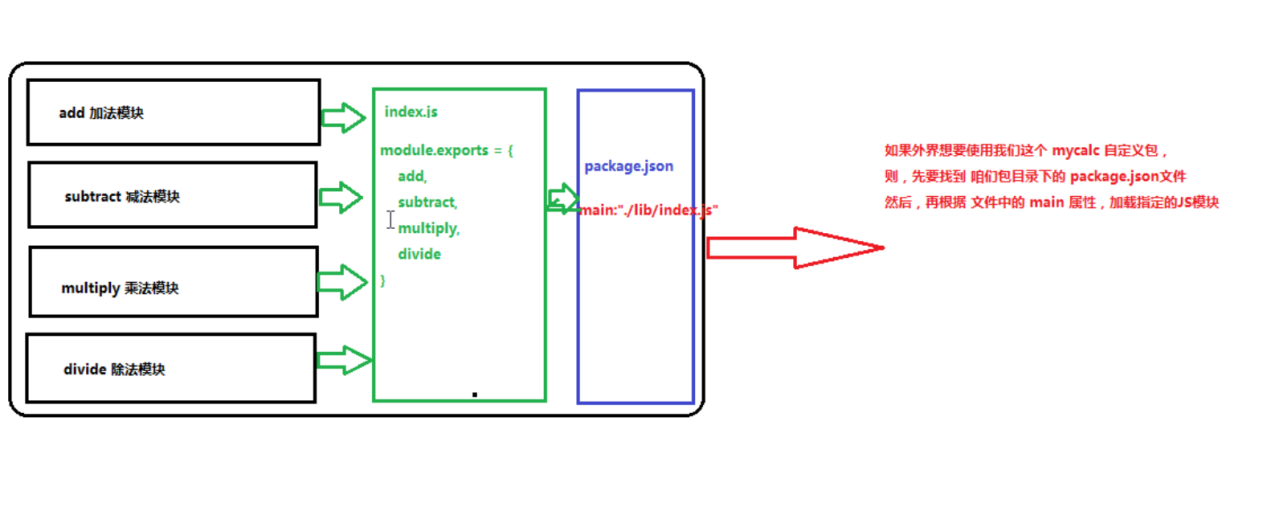 add 加法模块
subtract 减法模块
multiply 乘法模块
divide 除法模块
index.js
module.exports = {
add,
subtract,
multiply,
divide
}
package.json
main:"./lib/index.js"
如果外界想要使用我们这个 mycalc 自定义包，
则，先要找到 咱们包目录下的 package.json文件
然后，再根据 文件中的 main 属性，加载指定的JS模块